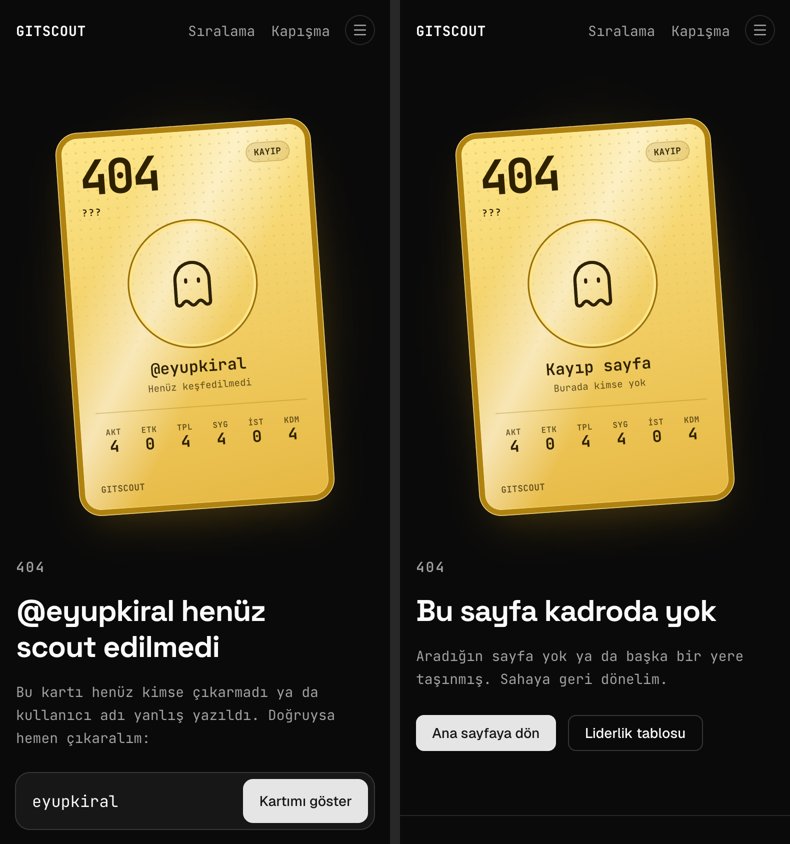 GITSCOUT Sıralama Kapışma
404 KAYIP
???
@eyupkiral
Henüz keşfedilmedi
AKT ETK TPL SYG İST KDM
4 0 4 4 0 4
GITSCOUT
404
@eyupkiral henüz
scout edilmedi
Bu kartı henüz kimse çıkarmadı ya da
kullanıcı adı yanlış yazıldı. Doğruysa
hemen çıkaralım:
eyupkiral Kartımı göster
GITSCOUT Sıralama Kapışma
404 KAYIP
???
Kayıp sayfa
Burada kimse yok
AKT ETK TPL SYG İST KDM
4 0 4 4 0 4
GITSCOUT
404
Bu sayfa kadroda yok
Aradığın sayfa yok ya da başka bir yere
taşınmış. Sahaya geri dönelim.
Ana sayfaya dön Liderlik tablosu